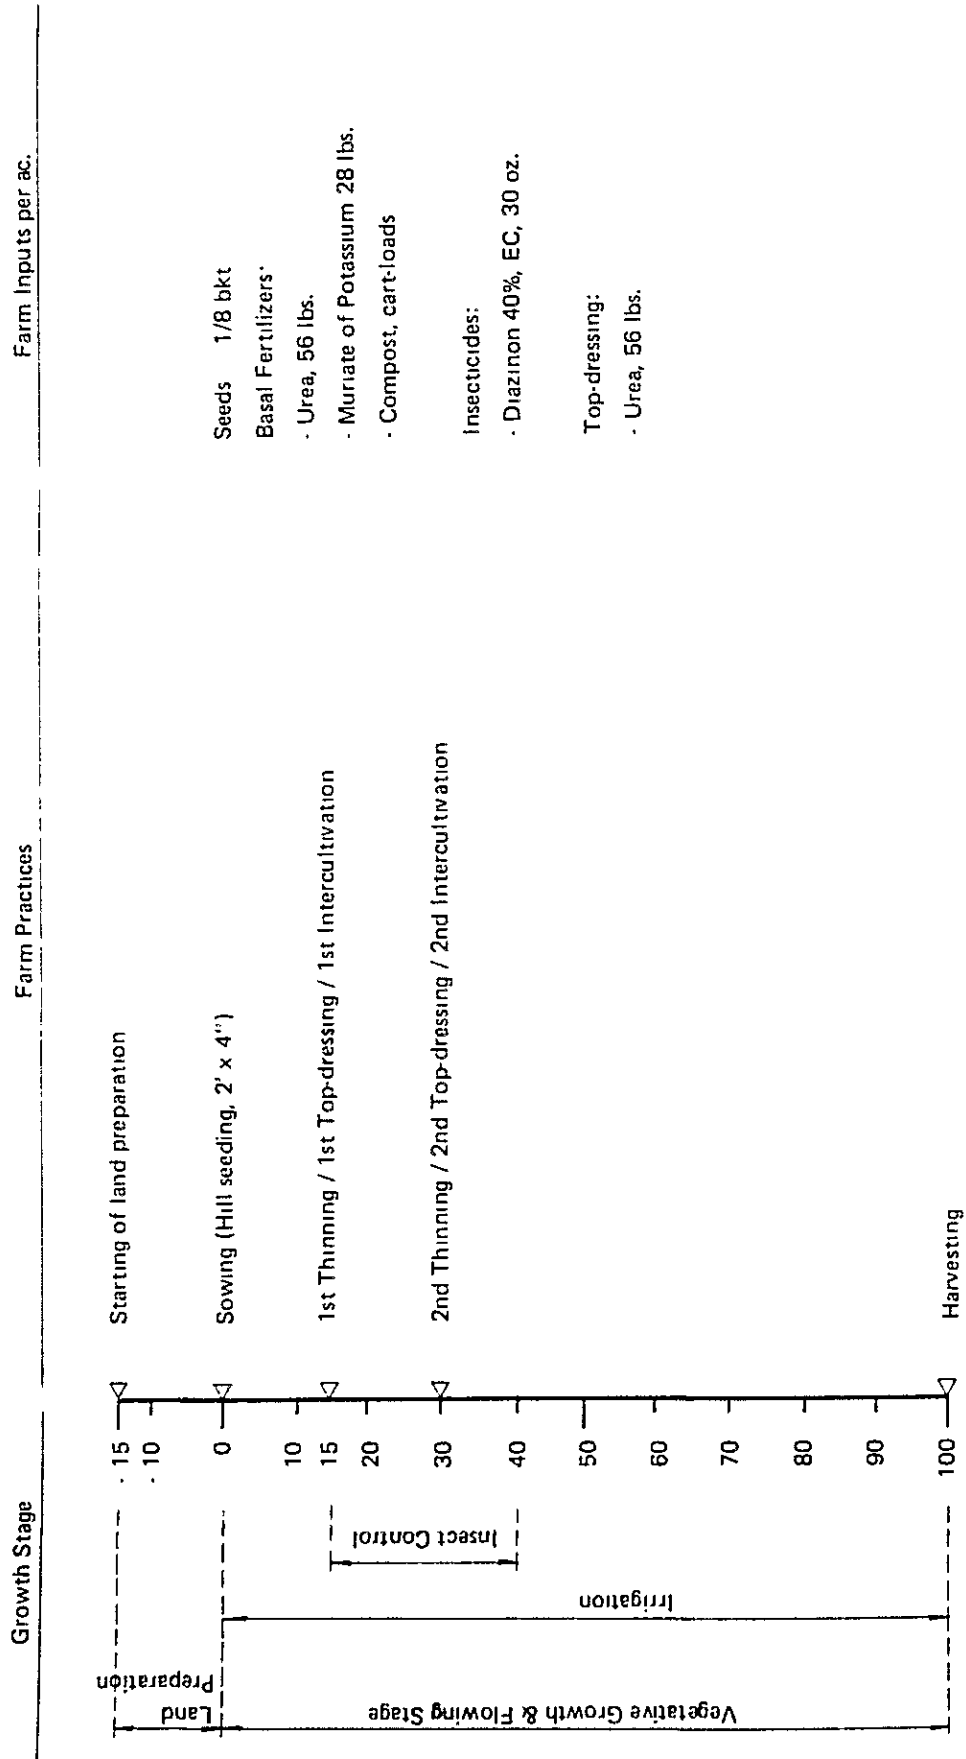 Growth Stage
Farm Practices
Farm Inputs per ac.
Land
Preparation
Vegetative Growth & Flowing Stage
Irrigation
Insect Control
- 15
- 10
0
10
15
20
30
40
50
60
70
80
90
100
Starting of land preparation
Sowing (Hill seeding, 2' x 4'')
1st Thinning / 1st Top-dressing / 1st Intercultivation
2nd Thinning / 2nd Top-dressing / 2nd Intercultivation
Harvesting
Seeds 1/8 bkt
Basal Fertilizers:
- Urea, 56 lbs.
- Muriate of Potassium 28 lbs.
- Compost, cart-loads
Insecticides:
- Diazinon 40%, EC, 30 oz.
Top-dressing:
- Urea, 56 lbs.